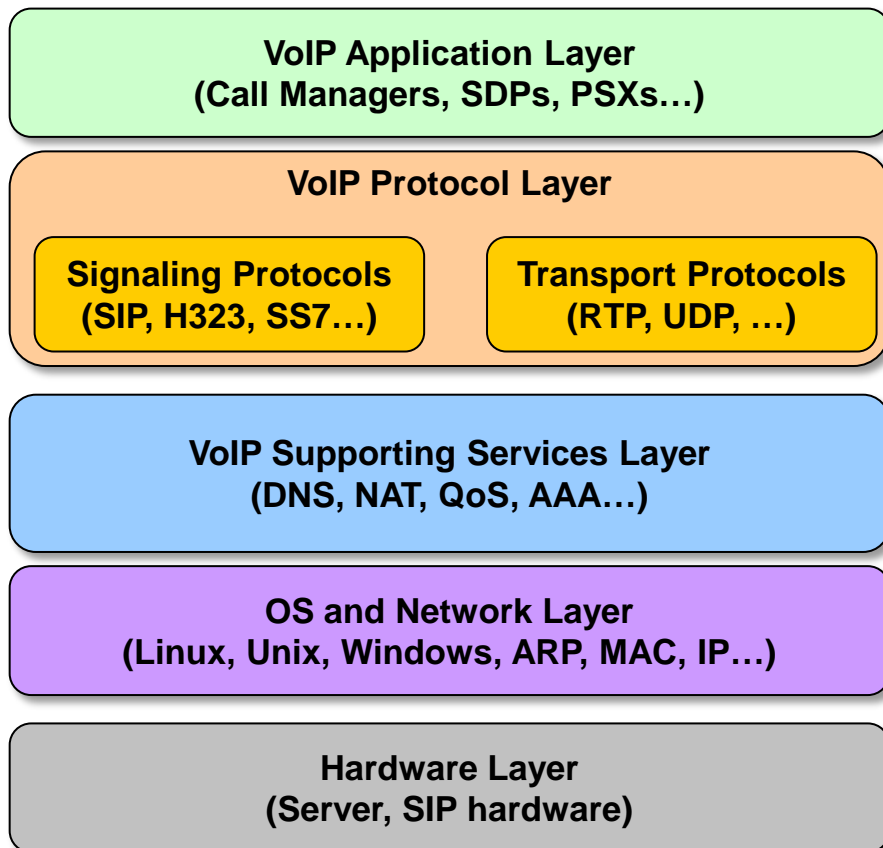 VoIP Application Layer
(Call Managers, SDPs, PSXs…)
VoIP Protocol Layer
Signaling Protocols
(SIP, H323, SS7…)
Transport Protocols
(RTP, UDP, …)
VoIP Supporting Services Layer
(DNS, NAT, QoS, AAA…)
OS and Network Layer
(Linux, Unix, Windows, ARP, MAC, IP…)
Hardware Layer
(Server, SIP hardware)